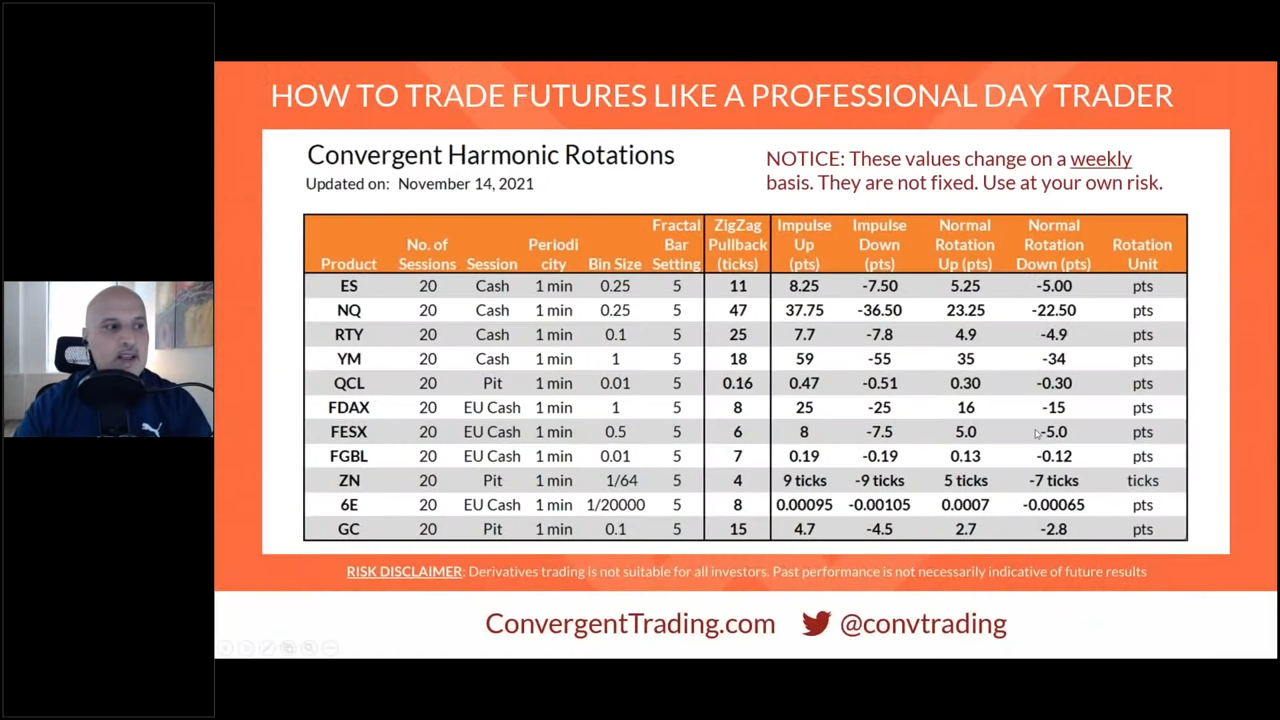 HOW TO TRADE FUTURES LIKE A PROFESSIONAL DAY TRADER
Convergent Harmonic Rotations
Updated on: November 14, 2021
NOTICE: These values change on a weekly
basis. They are not fixed. Use at your own risk.
Product No. of Sessions Session Periodi city Bin Size Fractal Bar Setting ZigZag Pullback (ticks) Impulse Up (pts) Impulse Down (pts) Normal Rotation Up (pts) Normal Rotation Down (pts) Rotation Unit
ES 20 Cash 1 min 0.25 5 11 8.25 -7.50 5.25 -5.00 pts
NQ 20 Cash 1 min 0.25 5 47 37.75 -36.50 23.25 -22.50 pts
RTY 20 Cash 1 min 0.1 5 25 7.7 -7.8 4.9 -4.9 pts
YM 20 Cash 1 min 1 5 18 59 -55 35 -34 pts
QCL 20 Pit 1 min 0.01 5 0.16 0.47 -0.51 0.30 -0.30 pts
FDAX 20 EU Cash 1 min 1 5 8 25 -25 16 -15 pts
FESX 20 EU Cash 1 min 0.5 5 6 8 -7.5 5.0 -5.0 pts
FGBL 20 EU Cash 1 min 0.01 5 7 0.19 -0.19 0.13 -0.12 pts
ZN 20 Pit 1 min 1/64 5 4 9 ticks -9 ticks 5 ticks -7 ticks ticks
6E 20 EU Cash 1 min 1/20000 5 8 0.00095 -0.00105 0.0007 -0.00065 pts
GC 20 Pit 1 min 0.1 5 15 4.7 -4.5 2.7 -2.8 pts
RISK DISCLAIMER: Derivatives trading is not suitable for all investors. Past performance is not necessarily indicative of future results
ConvergentTrading.com @convtrading